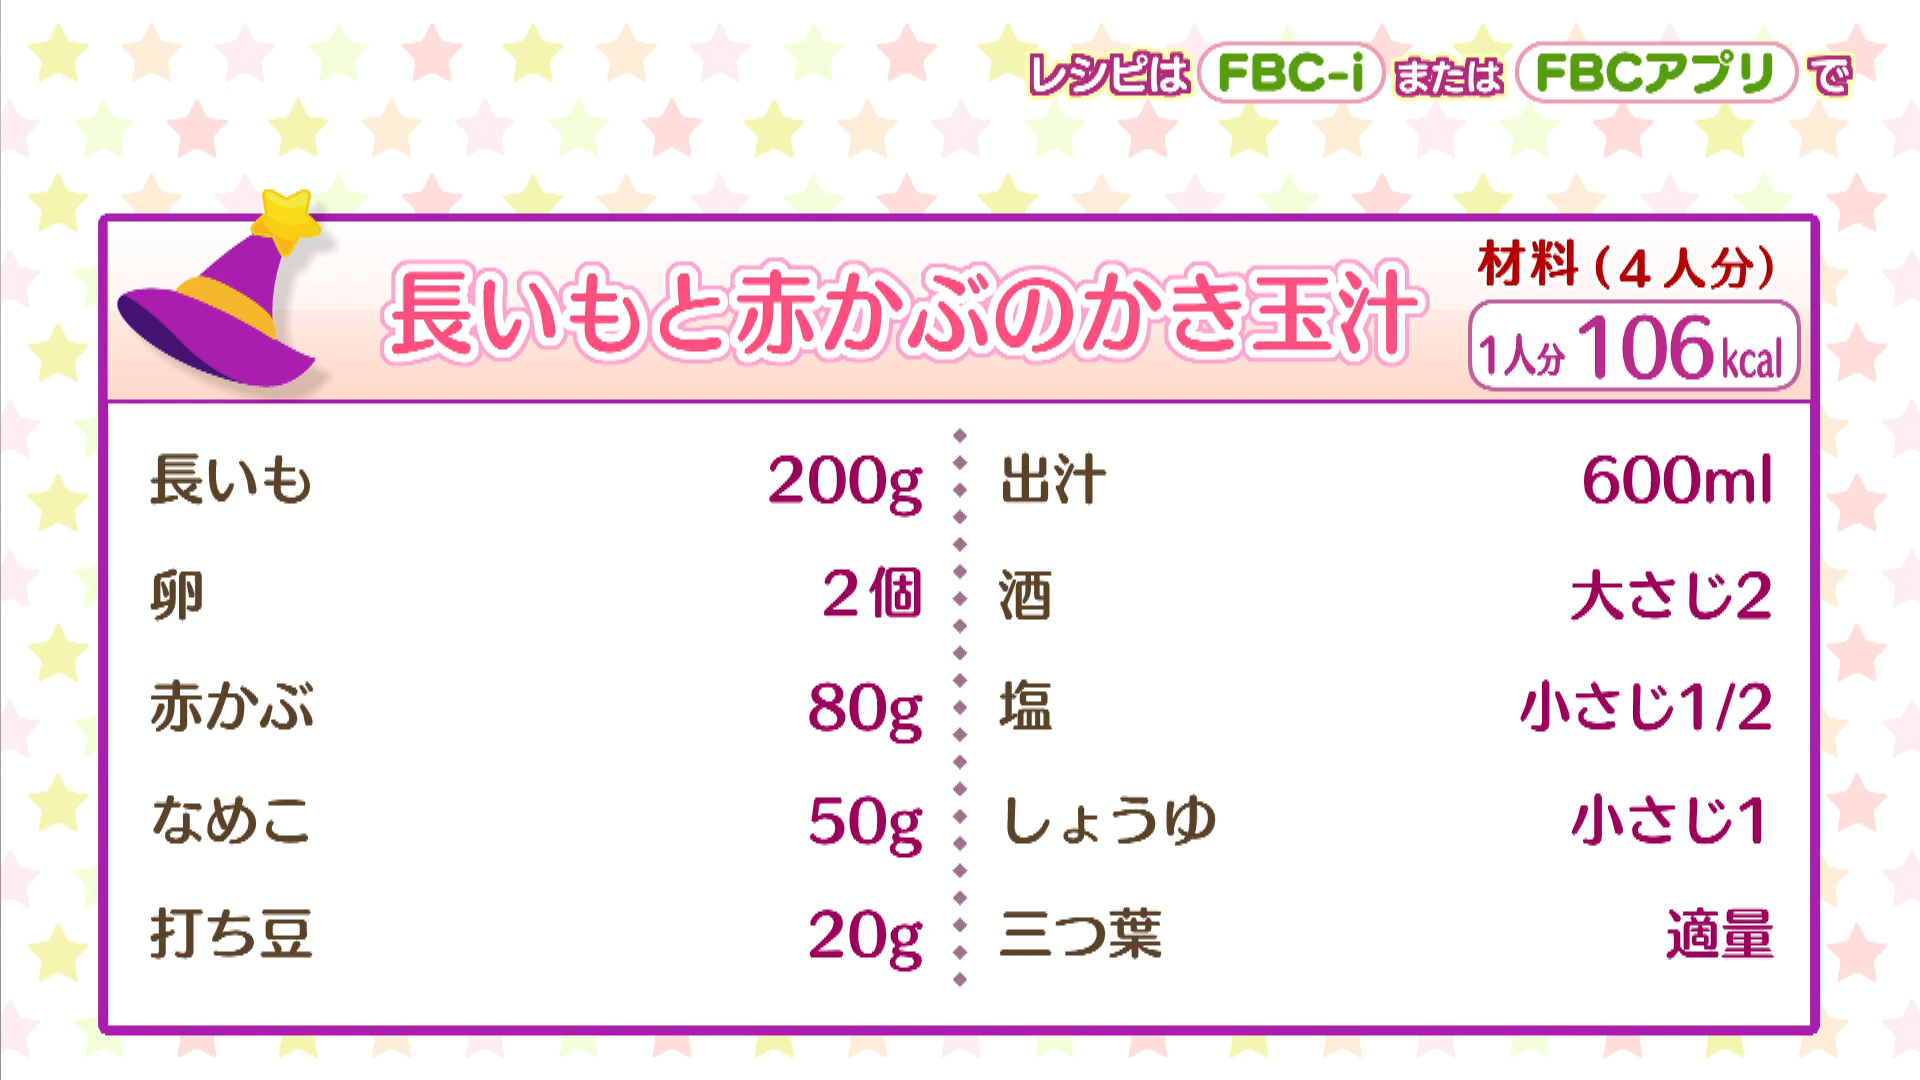 レシピは FBC-i または FBCアプリ で
長いもと赤かぶのかき玉汁
材料(4人分)
1人分 106kcal
長いも 200g
卵 2個
赤かぶ 80g
なめこ 50g
打ち豆 20g
出汁 600ml
酒 大さじ2
塩 小さじ1/2
しょうゆ 小さじ1
三つ葉 適量